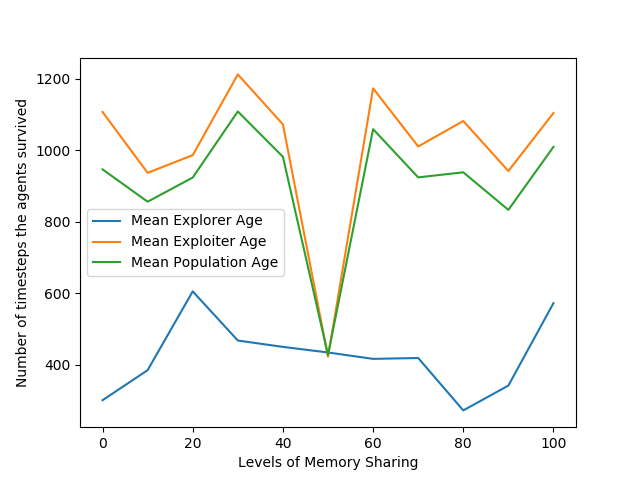 Number of timesteps the agents survived
1200
1000
800
600
400
Mean Explorer Age
Mean Exploiter Age
Mean Population Age
0 20 40 60 80 100
Levels of Memory Sharing